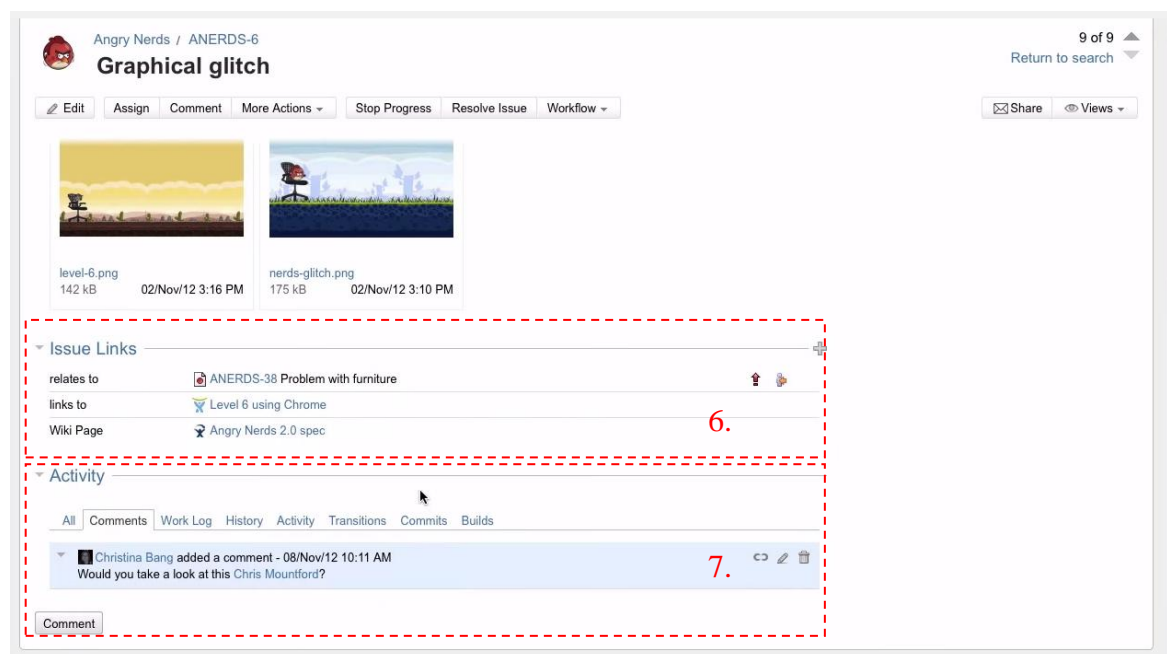 Angry Nerds / ANERDS-6
9 of 9
Graphical glitch
Return to search
Edit Assign Comment More Actions Stop Progress Resolve Issue Workflow Share Views
level-6.png nerds-glitch.png
142 kB 02/Nov/12 3:16 PM 175 kB 02/Nov/12 3:10 PM
Issue Links
relates to ANERDS-38 Problem with furniture
links to Level 6 using Chrome
6.
Wiki Page Angry Nerds 2.0 spec
Activity
All Comments Work Log History Activity Transitions Commits Builds
Christina Bang added a comment - 08/Nov/12 10:11 AM
7.
Would you take a look at this Chris Mountford?
Comment